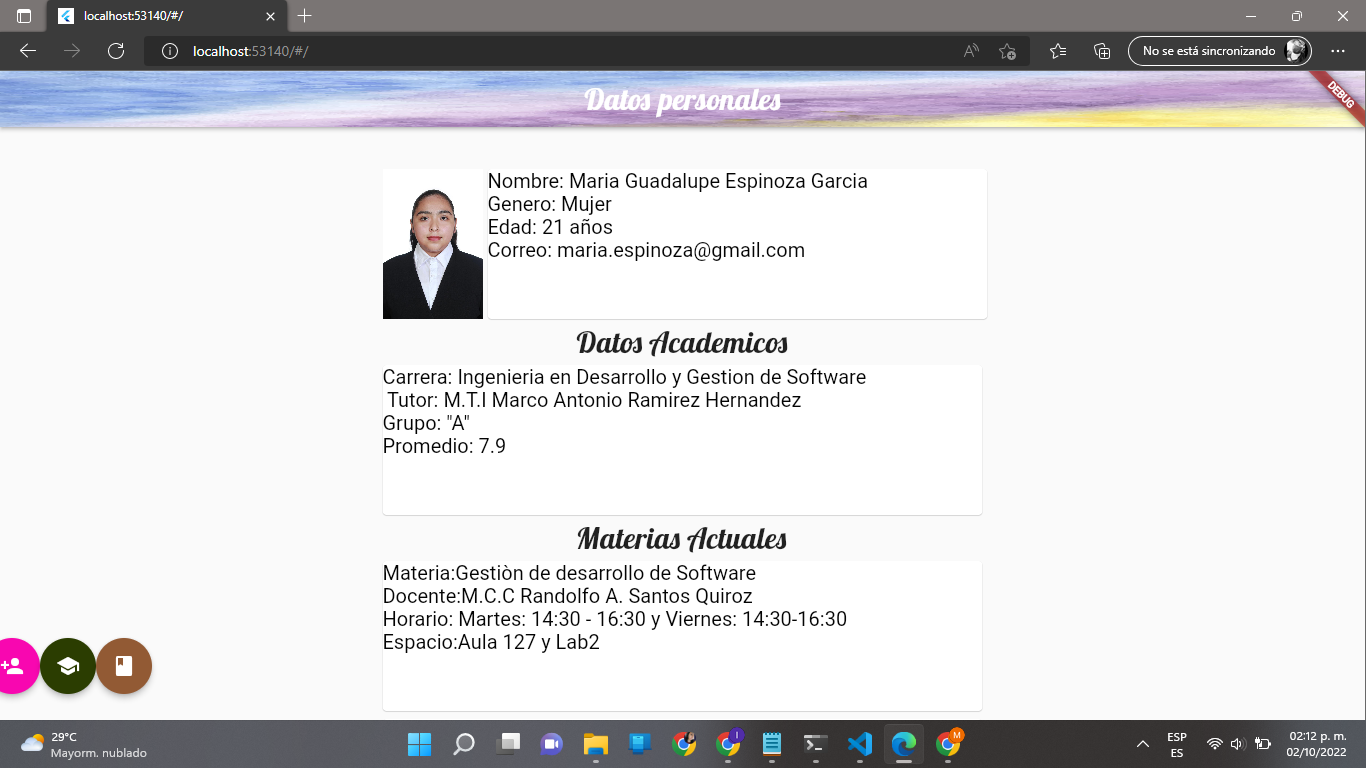 localhost:53140/#/
localhost:53140/#/
No se está sincronizando
Datos personales
DEBUG
Nombre: Maria Guadalupe Espinoza Garcia
Genero: Mujer
Edad: 21 años
Correo: maria.espinoza@gmail.com
Datos Academicos
Carrera: Ingenieria en Desarrollo y Gestion de Software
Tutor: M.T.I Marco Antonio Ramirez Hernandez
Grupo: "A"
Promedio: 7.9
Materias Actuales
Materia:Gestiòn de desarrollo de Software
Docente:M.C.C Randolfo A. Santos Quiroz
Horario: Martes: 14:30 - 16:30 y Viernes: 14:30-16:30
Espacio:Aula 127 y Lab2
29°C
Mayorm. nublado
I
M
ESP
ES
02:12 p. m.
02/10/2022